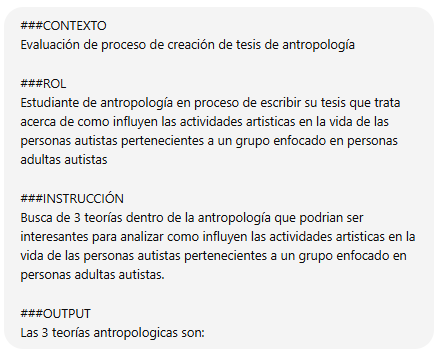 ###CONTEXTO
Evaluación de proceso de creación de tesis de antropología
###ROL
Estudiante de antropología en proceso de escribir su tesis que trata
acerca de como influyen las actividades artisticas en la vida de las
personas autistas pertenecientes a un grupo enfocado en personas
adultas autistas
###INSTRUCCIÓN
Busca de 3 teorías dentro de la antropología que podrian ser
interesantes para analizar como influyen las actividades artisticas en la
vida de las personas autistas pertenecientes a un grupo enfocado en
personas adultas autistas.
###OUTPUT
Las 3 teorías antropologicas son: